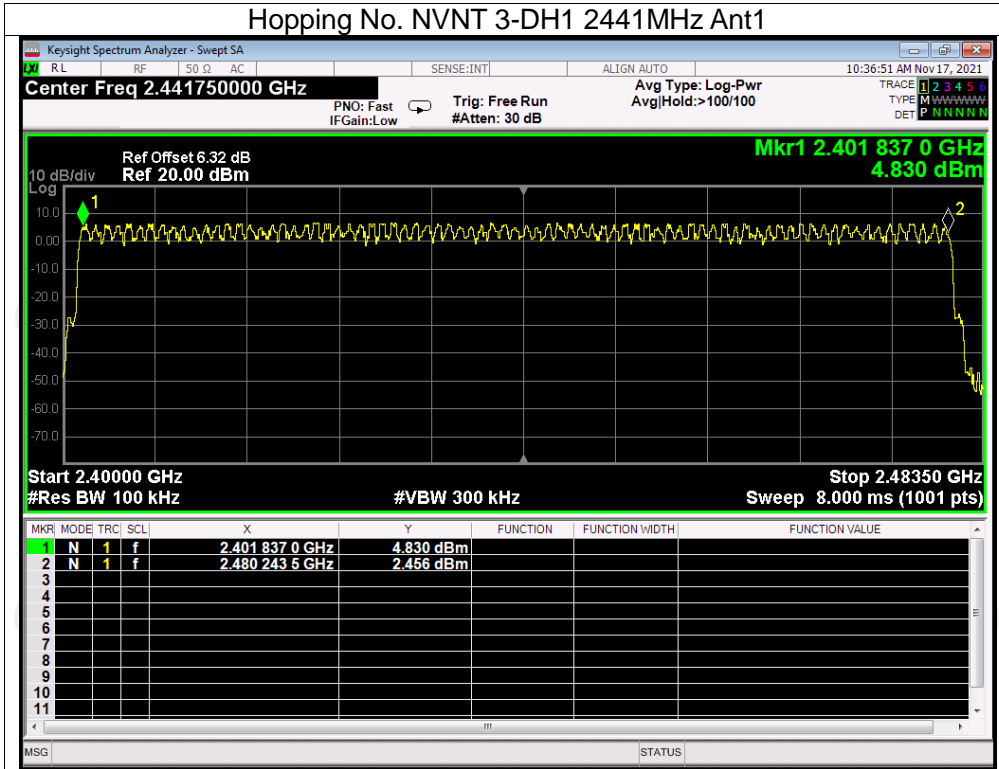 Hopping No. NVNT 3-DH1 2441MHz Ant1
Keysight Spectrum Analyzer - Swept SA
LXI RL RF 50 Ω AC SENSE:INT ALIGN AUTO 10:36:51 AM Nov 17, 2021
Center Freq 2.441750000 GHz Avg Type: Log-Pwr TRACE 1 2 3 4 5 6
PNO: Fast Trig: Free Run Avg|Hold:>100/100 TYPE M WWWWW
IFGain:Low #Atten: 30 dB DET P N N N N N
Mkr1 2.401 837 0 GHz
Ref Offset 6.32 dB
10 dB/div Ref 20.00 dBm 4.830 dBm
Log
1
2
10.0
0.00
-10.0
-20.0
-30.0
-40.0
-50.0
-60.0
-70.0
Start 2.40000 GHz Stop 2.48350 GHz
#Res BW 100 kHz #VBW 300 kHz Sweep 8.000 ms (1001 pts)
MKR MODE TRC SCL X Y FUNCTION FUNCTION WIDTH FUNCTION VALUE
1 N 1 f 2.401 837 0 GHz 4.830 dBm
2 N 1 f 2.480 243 5 GHz 2.456 dBm
3
4
5
6
7
8
9
10
11
MSG STATUS